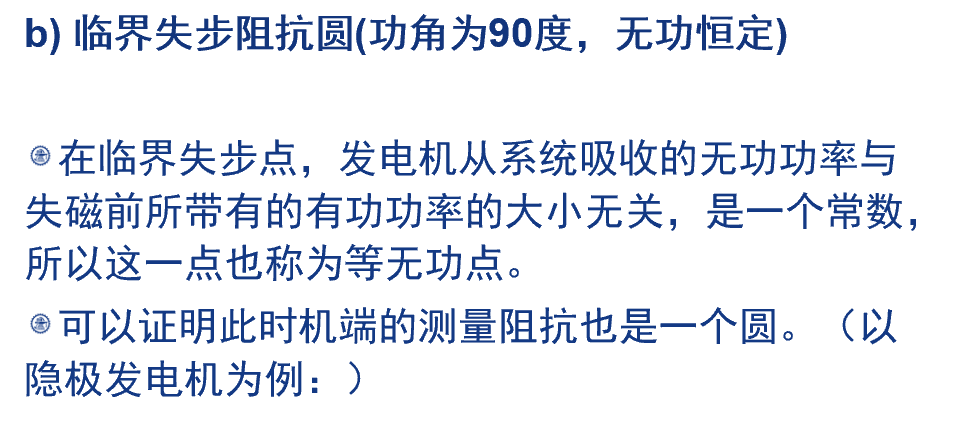 b) 临界失步阻抗圆(功角为90度，无功恒定)
在临界失步点，发电机从系统吸收的无功功率与
失磁前所带有的有功功率的大小无关，是一个常数，
所以这一点也称为等无功点。
可以证明此时机端的测量阻抗也是一个圆。（以
隐极发电机为例：）